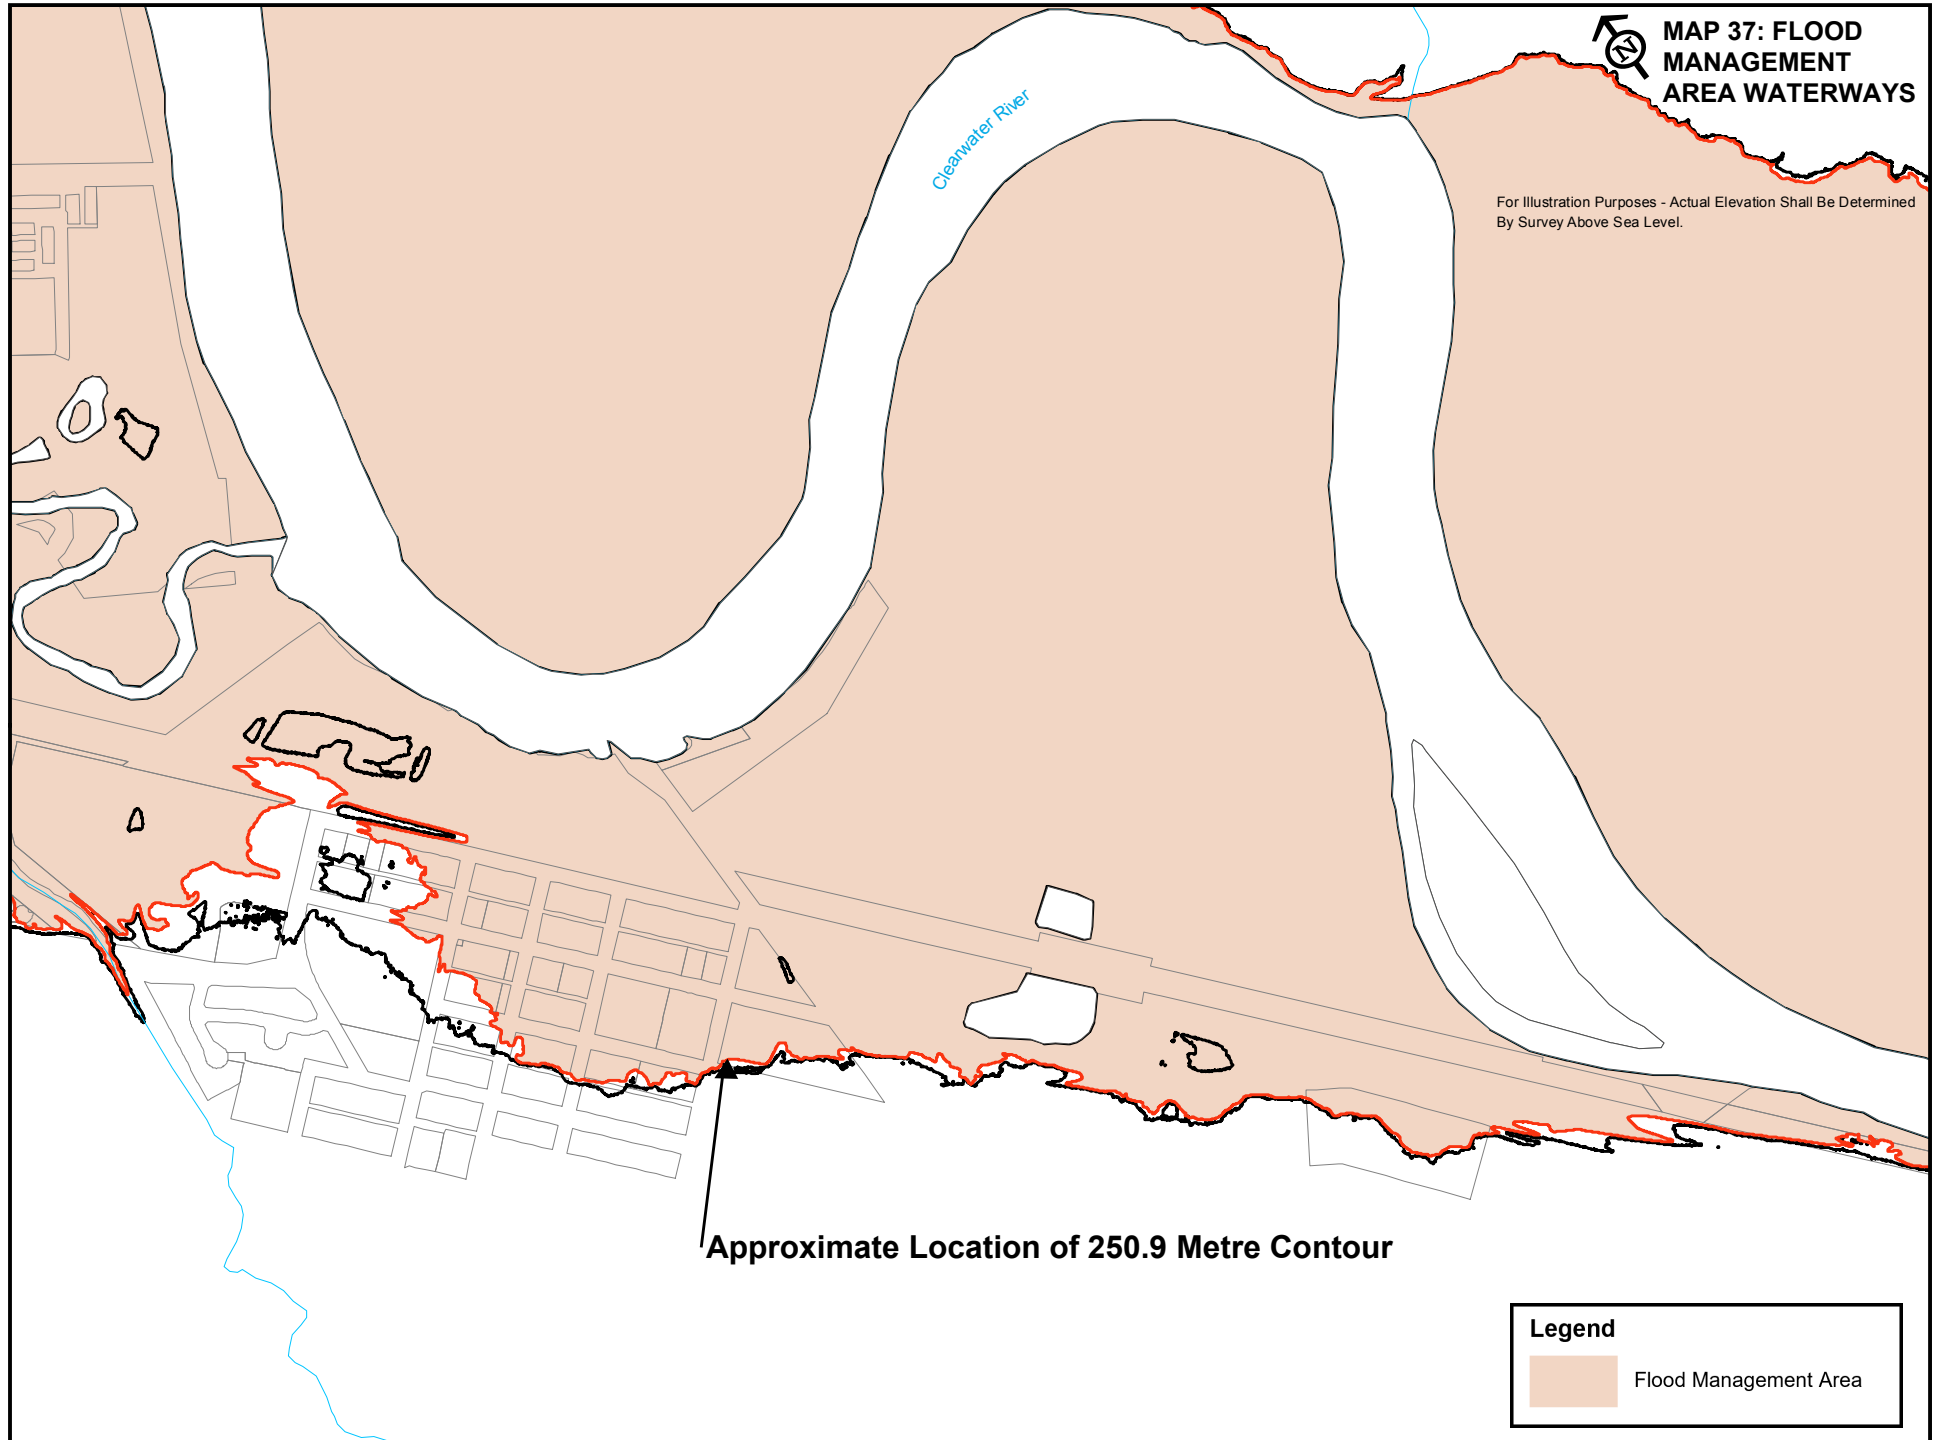 MAP 37: FLOOD
MANAGEMENT
AREA WATERWAYS
N
Clearwater River
For Illustration Purposes - Actual Elevation Shall Be Determined
By Survey Above Sea Level.
Approximate Location of 250.9 Metre Contour
Legend
Flood Management Area